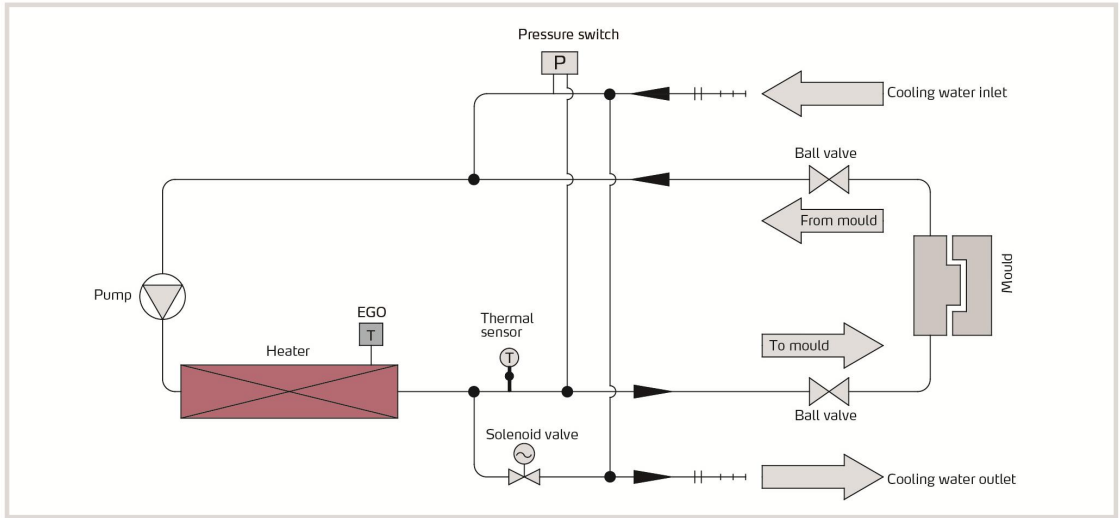 Pressure switch
P
Cooling water inlet
Ball valve
From mould
Pump
EGO
T
Heater
Thermal
sensor
T
Mould
To mould
Ball valve
Solenoid valve
Cooling water outlet